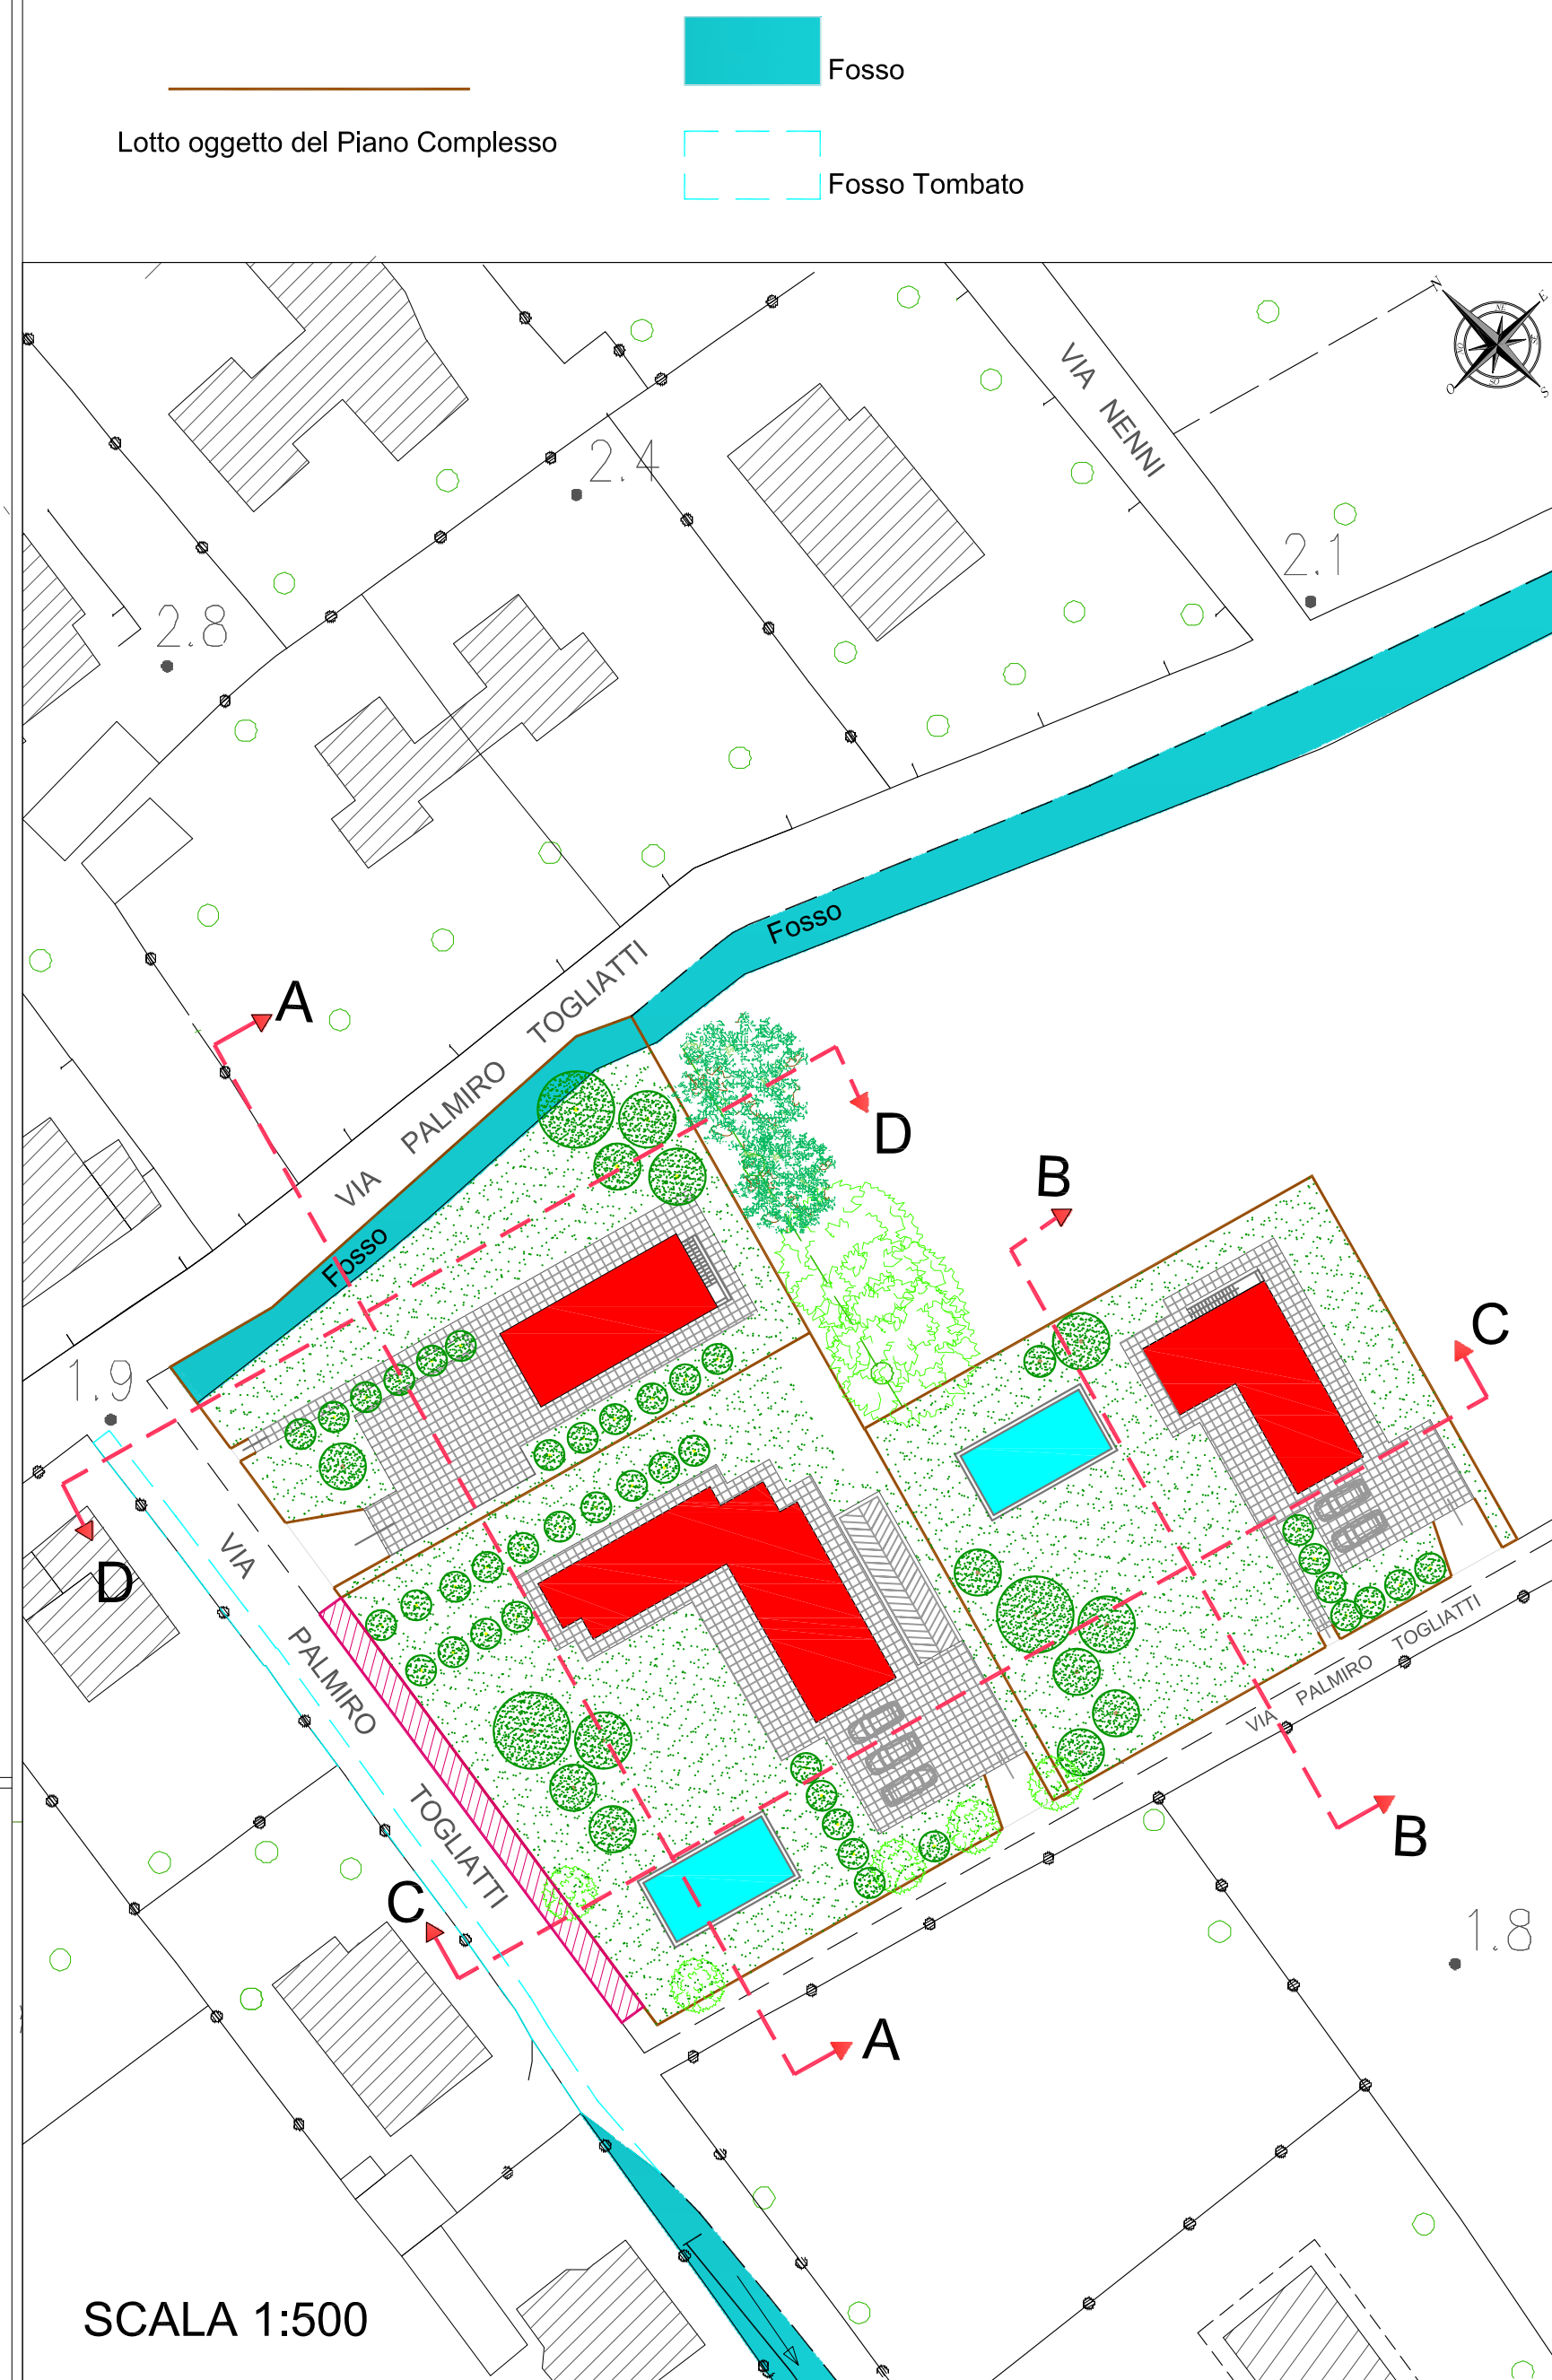 Fosso
Lotto oggetto del Piano Complesso
Fosso Tombato
N
E
O
S
VIA NENNI
2.4
2.1
2.8
Fosso
VIA PALMIRO TOGLIATTI
A
D
B
Fosso
C
1.9
D
VIA PALMIRO TOGLIATTI
VIA PALMIRO TOGLIATTI
B
C
1.8
A
SCALA 1:500